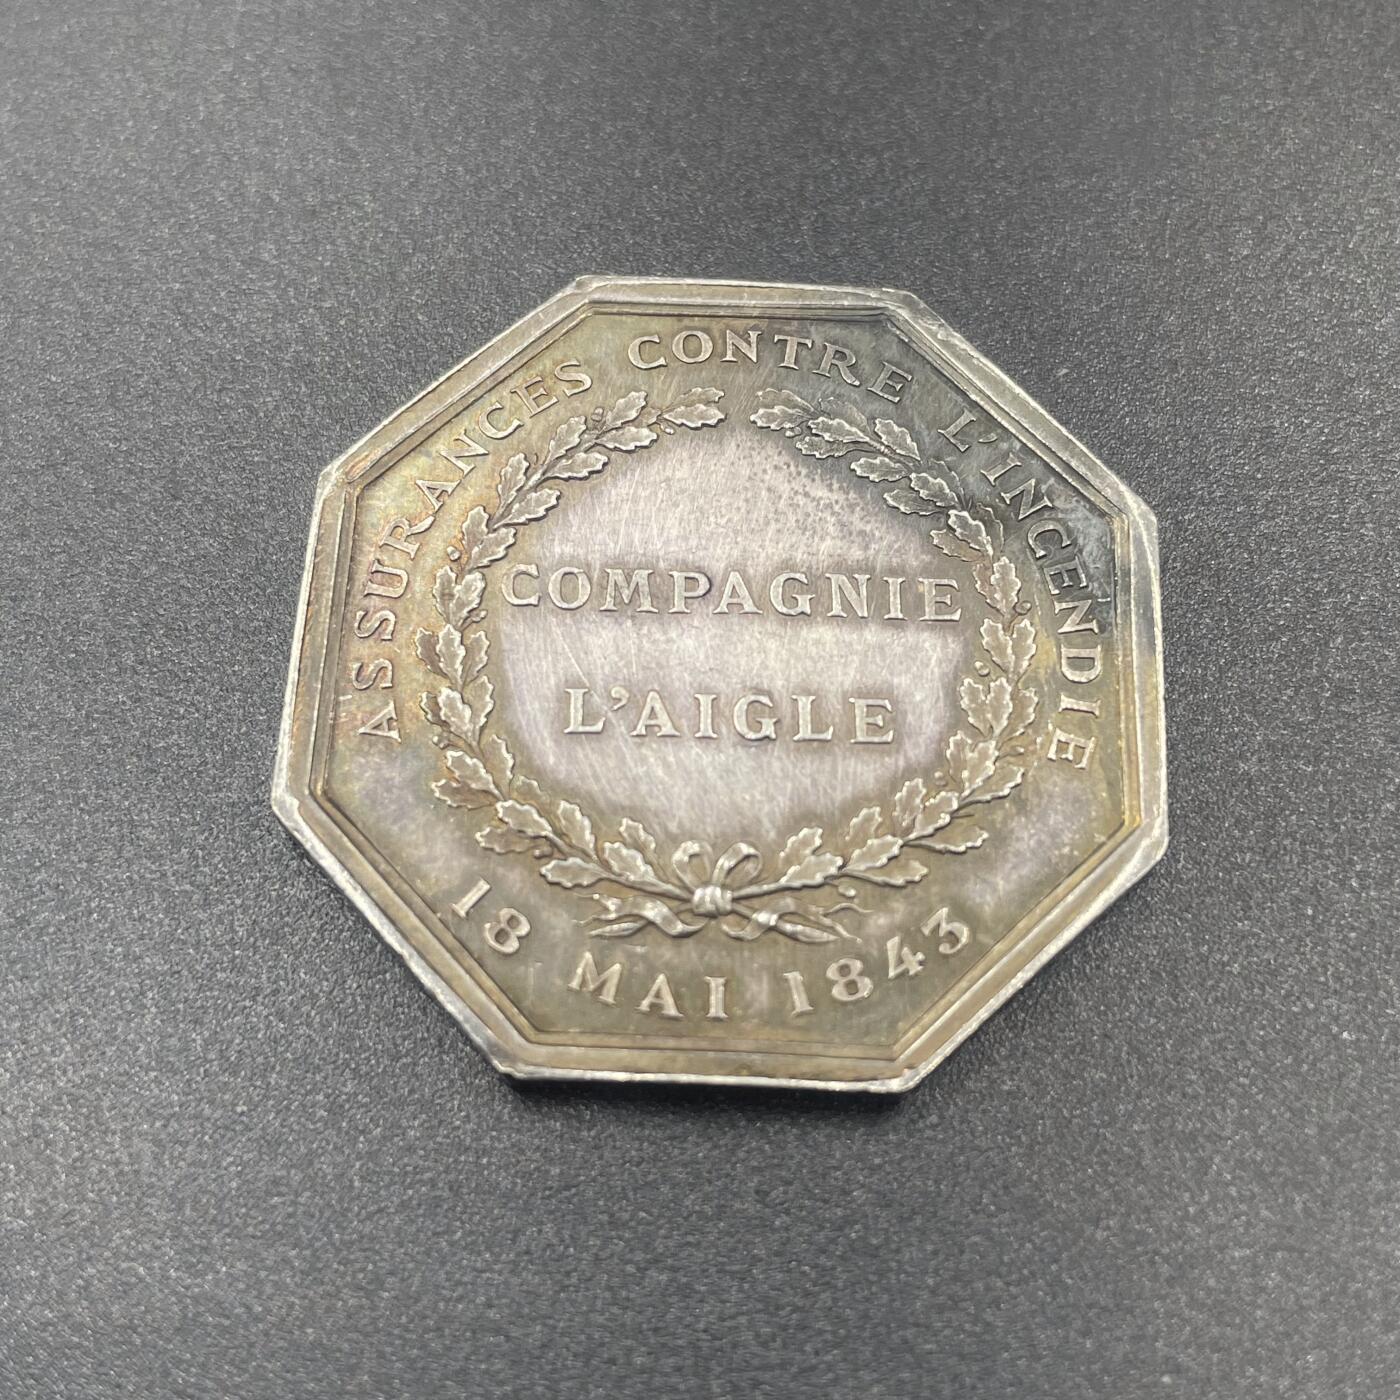 ASSURANCES CONTRE L'INCENDIE
COMPAGNIE
L'AIGLE
18 MAI 1843